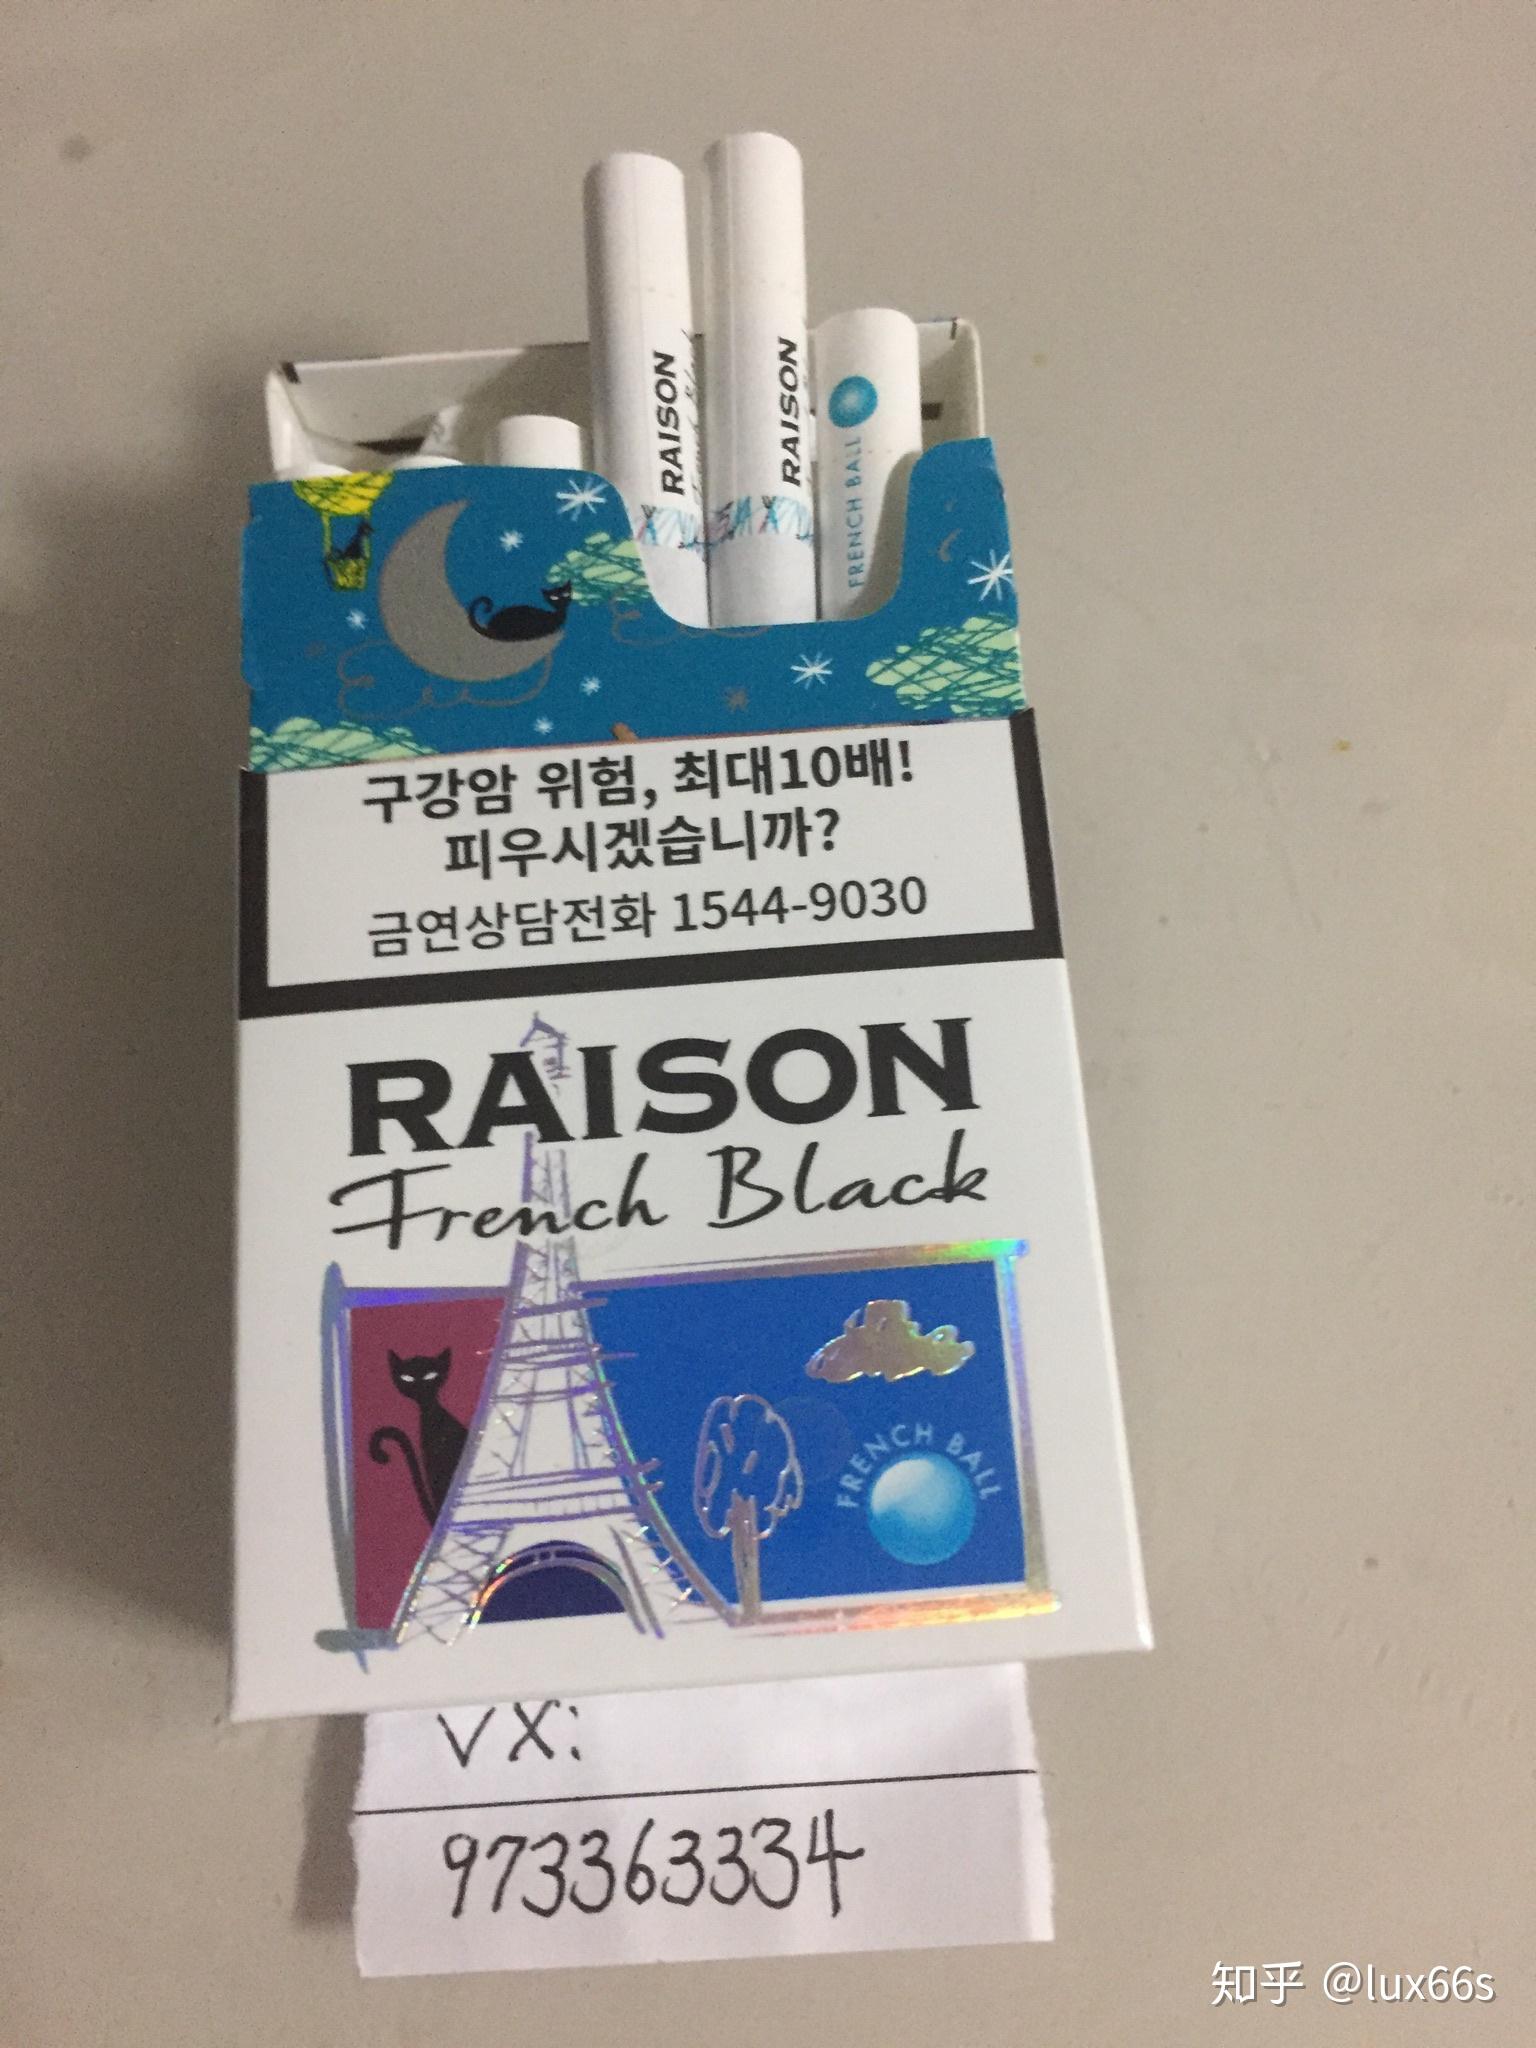 RAISON
RAISON
FRENCH BALL
구강암 위험, 최대10배!
피우시겠습니까?
금연상담전화 1544-9030
RAISON
French Black
FRENCH BALL
VX:
973363334
知乎 @lux66s